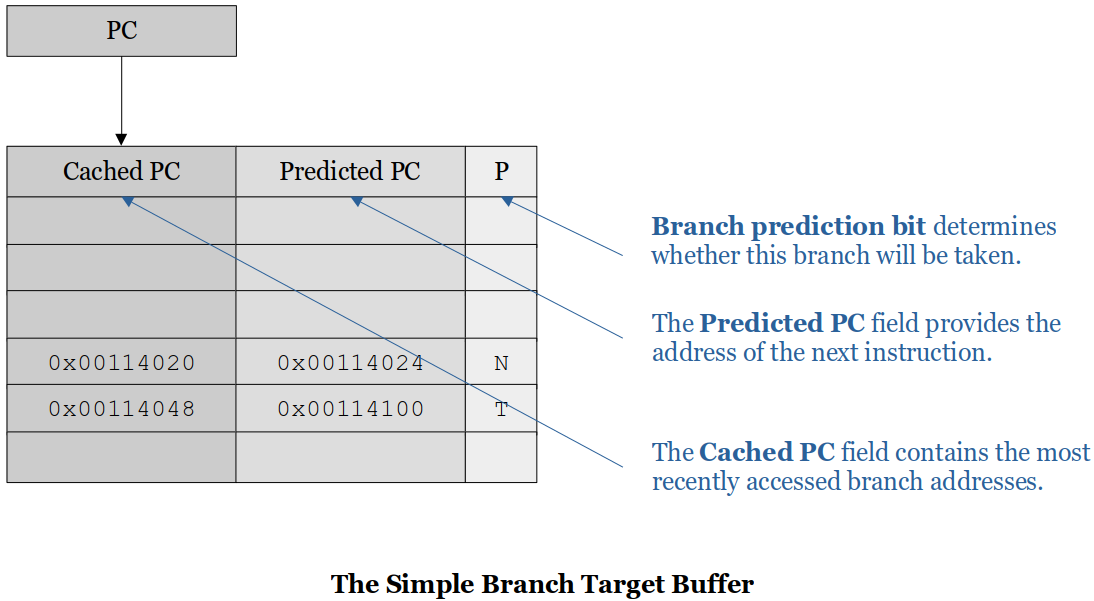 PC
Cached PC Predicted PC P
0x00114020 0x00114024 N
0x00114048 0x00114100 T
Branch prediction bit determines
whether this branch will be taken.
The Predicted PC field provides the
address of the next instruction.
The Cached PC field contains the most
recently accessed branch addresses.
The Simple Branch Target Buffer